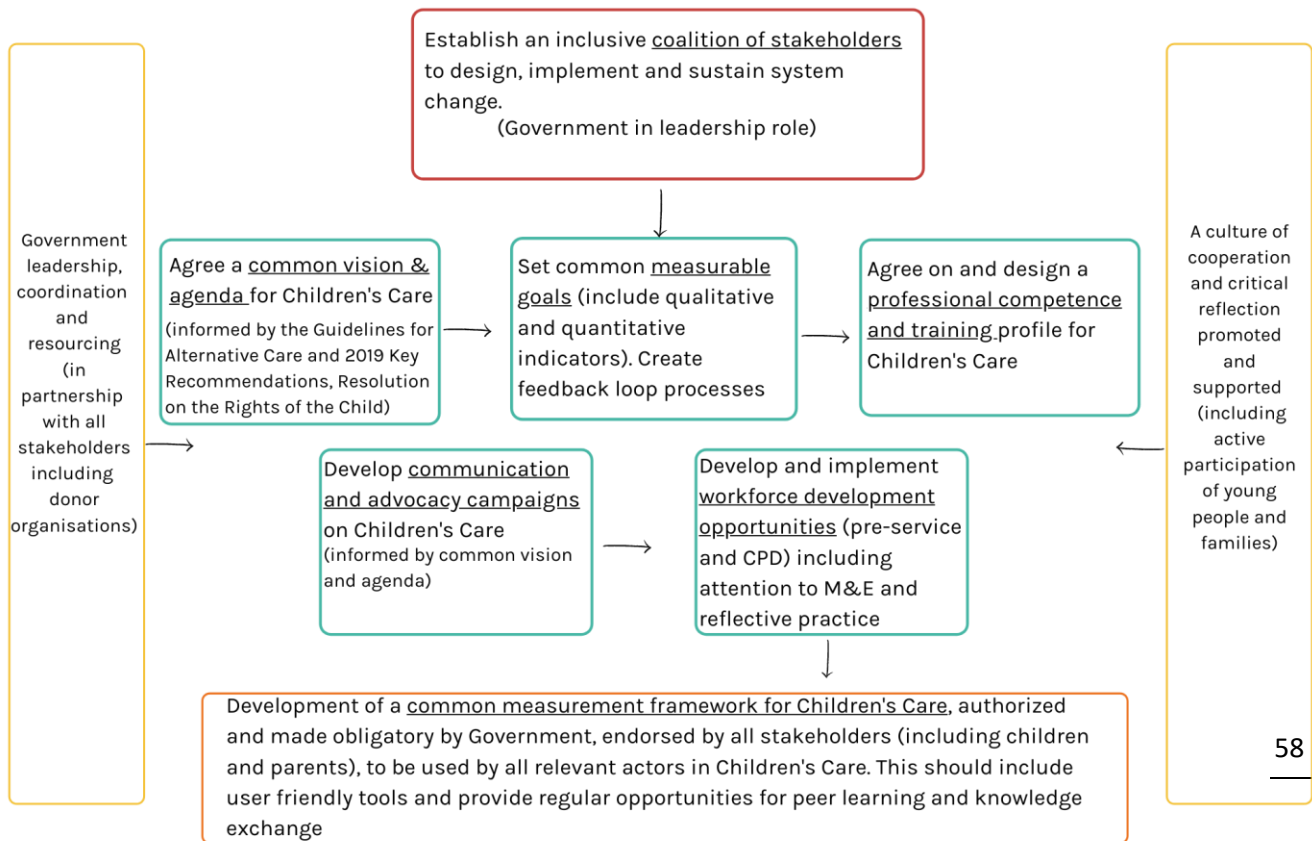 Establish an inclusive coalition of stakeholders
to design, implement and sustain system
change.
(Government in leadership role)
Government
leadership,
coordination
and
resourcing
(in
partnership
with all
stakeholders
including
donor
organisations)
Agree a common vision &
agenda for Children's Care
(informed by the Guidelines for
Alternative Care and 2019 Key
Recommendations, Resolution
on the Rights of the Child)
Set common measurable
goals (include qualitative
and quantitative
indicators). Create
feedback loop processes
Agree on and design a
professional competence
and training profile for
Children's Care
A culture of
cooperation
and critical
reflection
promoted
and
supported
(including
active
participation
of young
people and
families)
Develop communication
and advocacy campaigns
on Children's Care
(informed by common vision
and agenda)
Develop and implement
workforce development
opportunities (pre-service
and CPD) including
attention to M&E and
reflective practice
Development of a common measurement framework for Children's Care, authorized
and made obligatory by Government, endorsed by all stakeholders (including children
and parents), to be used by all relevant actors in Children's Care. This should include
user friendly tools and provide regular opportunities for peer learning and knowledge
exchange
58